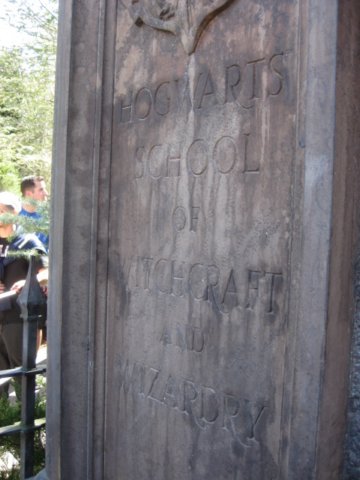 HOGWARTS
SCHOOL
OF
WITCHCRAFT
AND
WIZARDRY